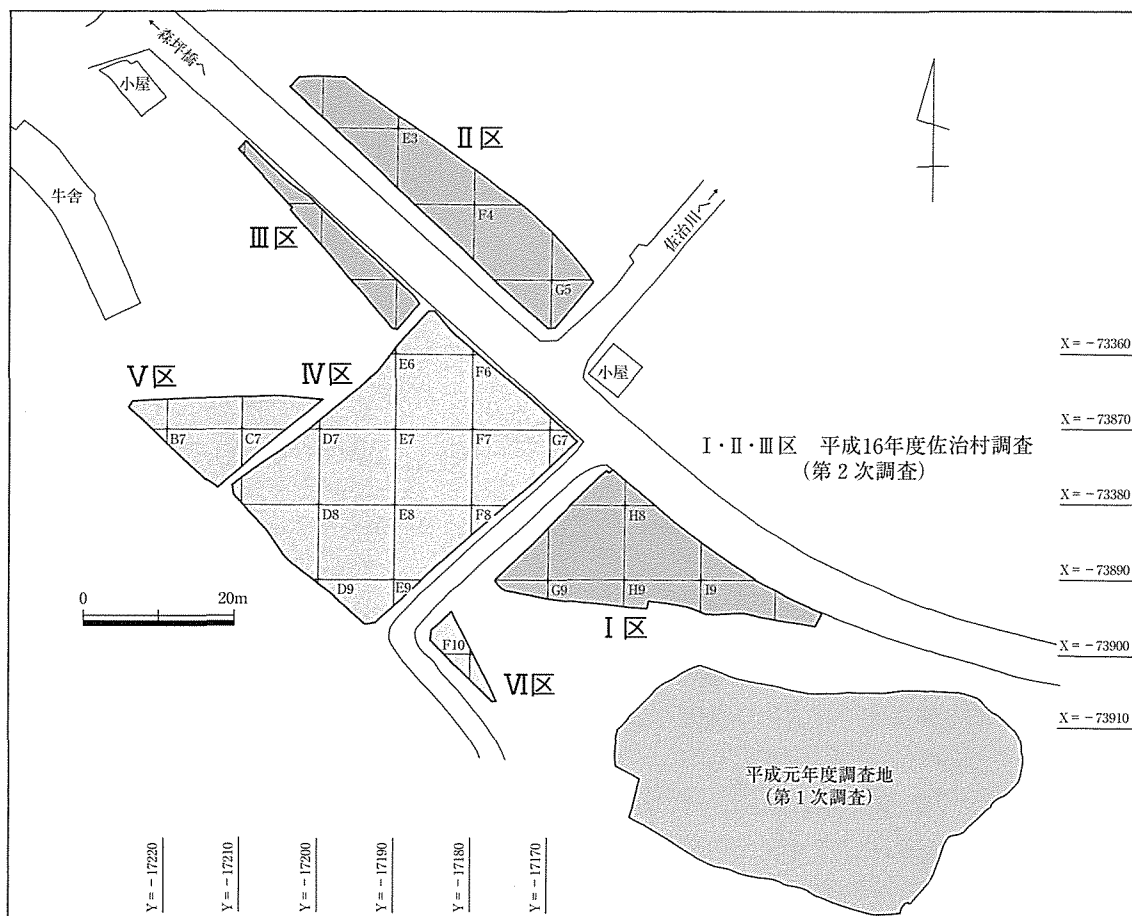 ←森坪橋へ
小屋
牛舎
Ⅱ区
E3
F4
G5
佐治川へ→
Ⅲ区
小屋
X=-73360
Ⅴ区
Ⅳ区
E6
F6
B7
C7
D7
E7
F7
G7
X=-73870
Ⅰ・Ⅱ・Ⅲ区 平成16年度佐治村調査
(第2次調査)
D8
E8
F8
H8
X=-73380
D9
E9
G9
H9
I9
X=-73890
0
20m
Ⅰ区
F10
Ⅵ区
X=-73900
X=-73910
平成元年度調査地
(第1次調査)
Y=-17220
Y=-17210
Y=-17200
Y=-17190
Y=-17180
Y=-17170